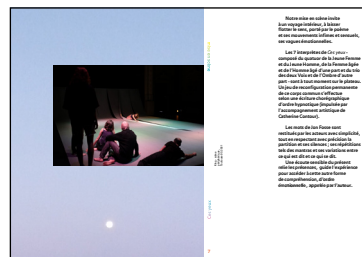 Notre mise en scène invite
à un voyage intérieur, à laisser
flotter le sens, porté par le poème
et ses mouvements infimes et sensuels,
ses vagues émotionnelles.
Les 7 interprètes de Ces yeux -
composé du quatuor de la Jeune Femme
et du Jeune Homme, de la Femme âgée
et de l'Homme âgé d'une part et du trio
des deux Voix et de l'Ombre d'autre
part - sont à tout moment sur le plateau.
Un jeu de reconfiguration permanente
de ce corps commun s'effectue
selon une écriture chorégraphique
d'ordre hypnotique (impulsée par
l'accompagnement artistique de
Catherine Contour).
Les mots de Jon Fosse sont
restitués par les acteurs avec simplicité,
tout en respectant avec précision la
partition et ses silences ; ses répétitions
tels des mantras et ses variations entre
ce qui est dit et ce qui se dit.
Une écoute sensible du présent
relie les présences, guide l'expérience
pour accéder à cette autre forme
de compréhension, d'ordre
émotionnelle, appelée par l'auteur.
Ces yeux